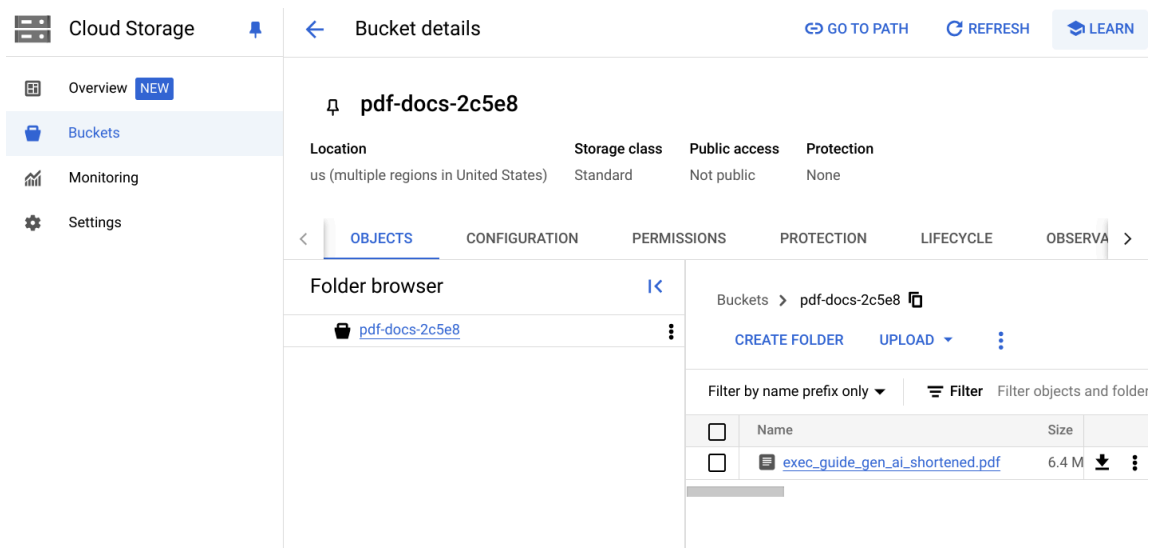 Cloud Storage
Overview NEW
Buckets
Monitoring
Settings
Bucket details
GO TO PATH
REFRESH
LEARN
pdf-docs-2c5e8
Location Storage class Public access Protection
us (multiple regions in United States) Standard Not public None
OBJECTS CONFIGURATION PERMISSIONS PROTECTION LIFECYCLE OBSERVA
Folder browser
pdf-docs-2c5e8
Buckets > pdf-docs-2c5e8
CREATE FOLDER UPLOAD
Filter by name prefix only Filter Filter objects and folder
Name Size
exec_guide_gen_ai_shortened.pdf 6.4 M